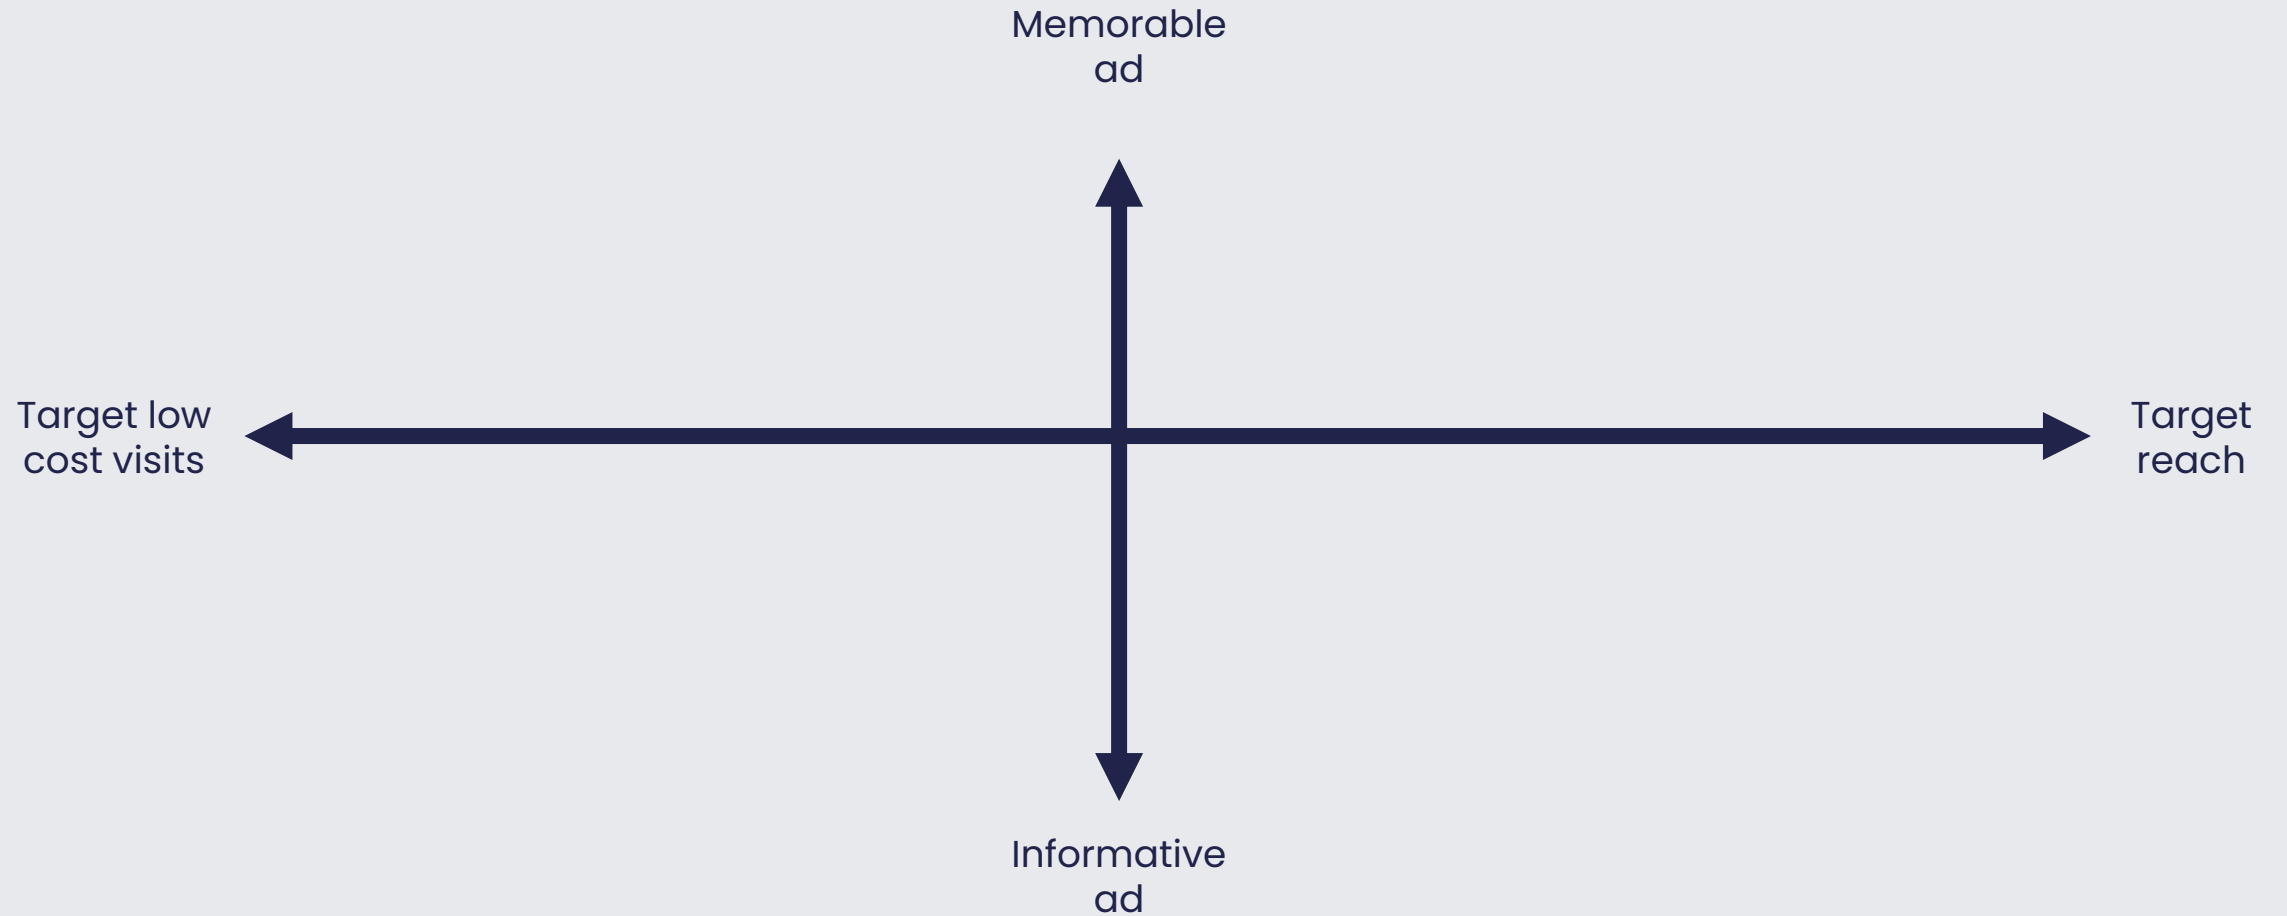 Memorable
ad
Target low
cost visits
Target
reach
Informative
ad